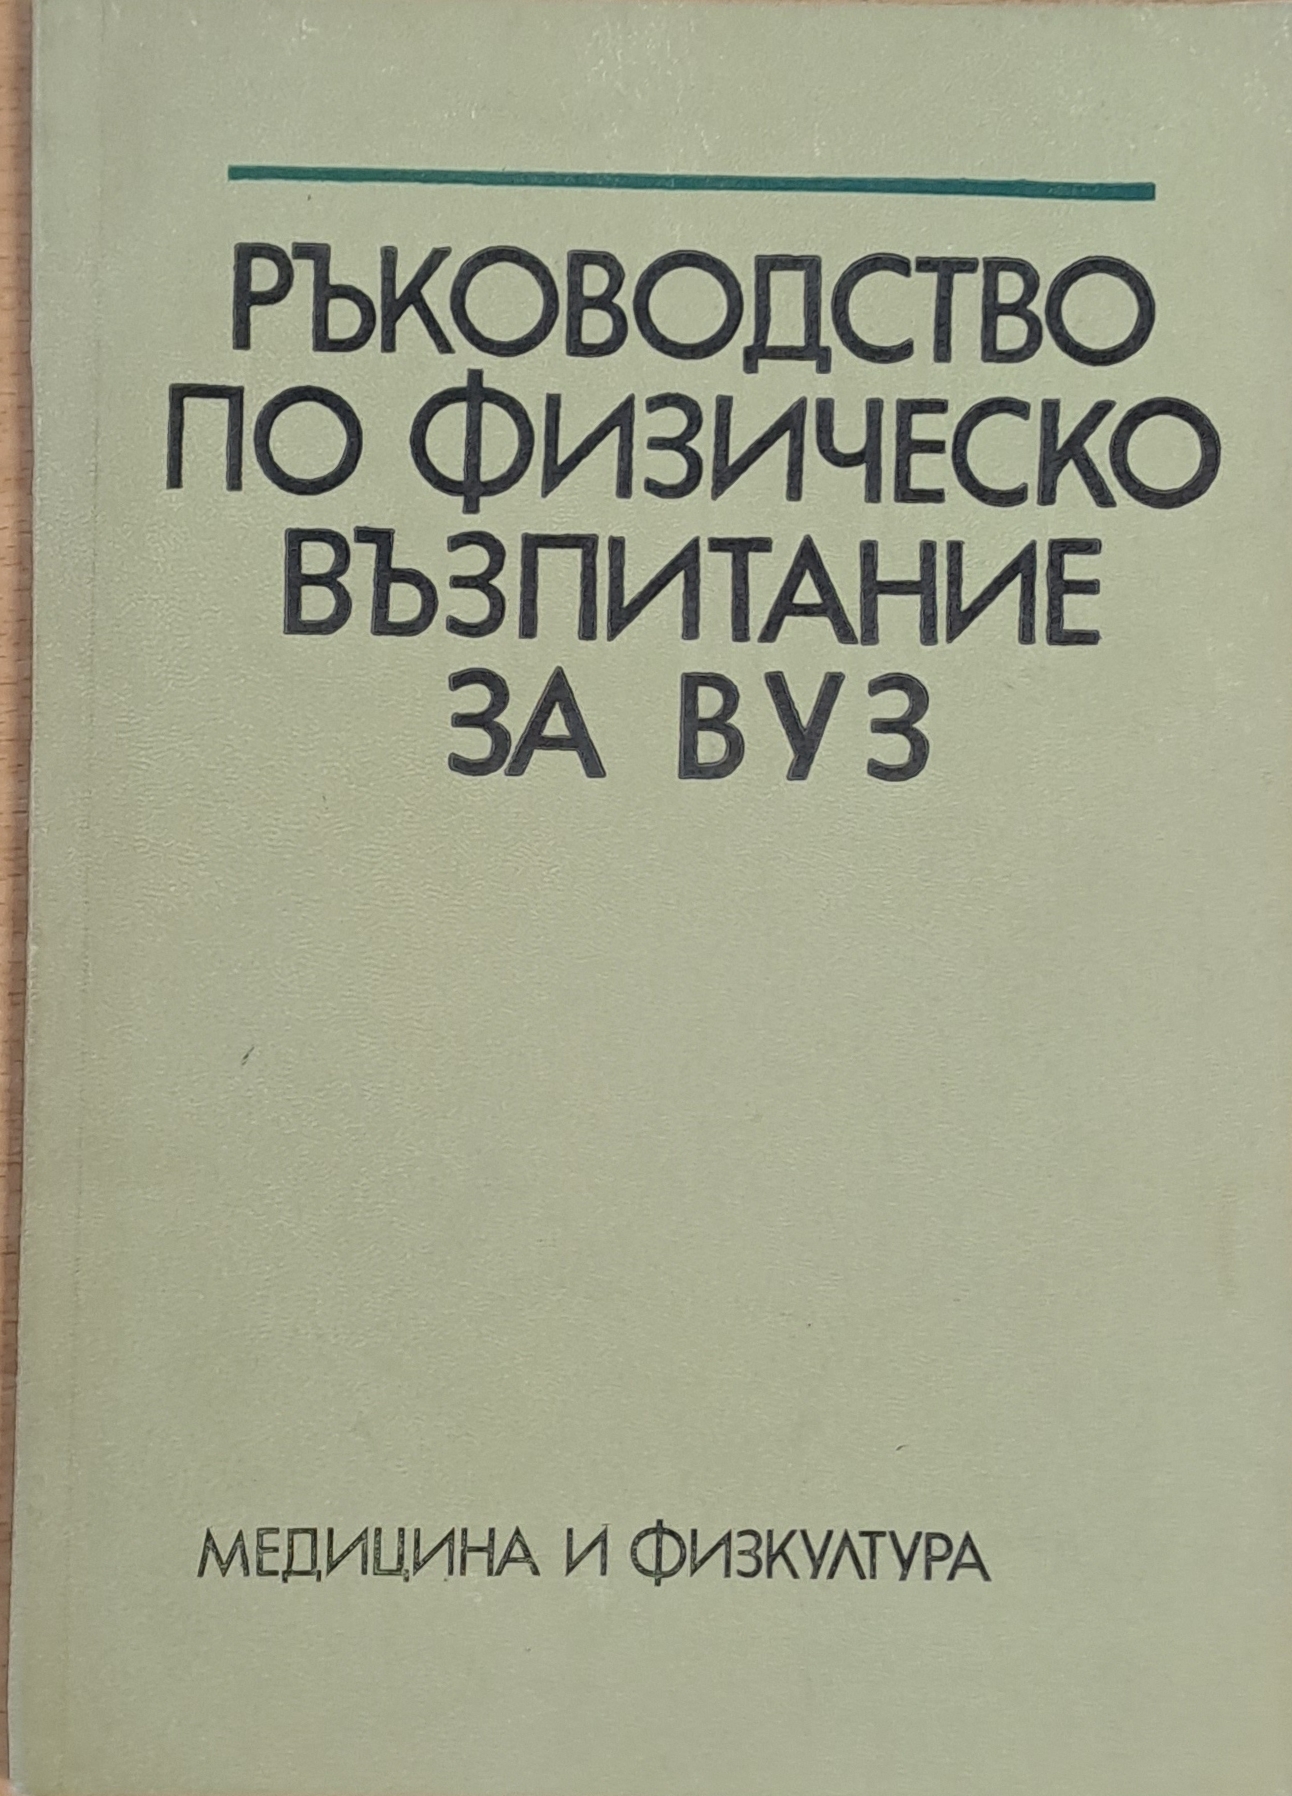 РЪКОВОДСТВО
ПО ФИЗИЧЕСКО
ВЪЗПИТАНИЕ
ЗА ВУЗ
МЕДИЦИНА И ФИЗКУЛТУРА